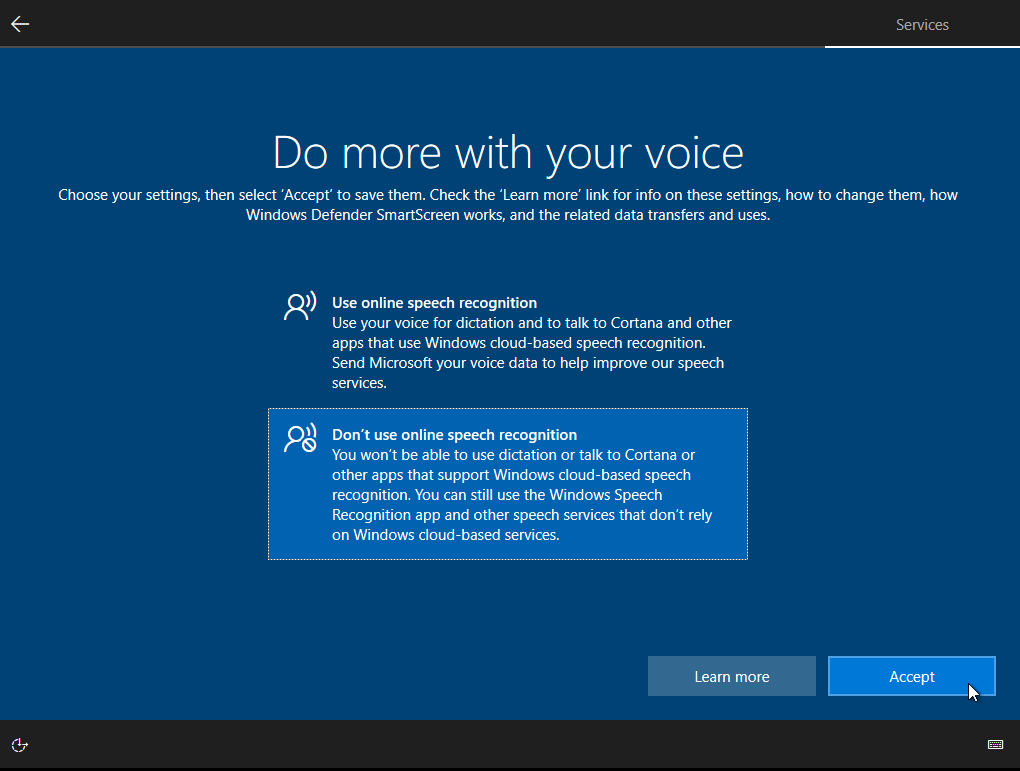 Services
Do more with your voice
Choose your settings, then select ‘Accept’ to save them. Check the ‘Learn more’ link for info on these settings, how to change them, how
Windows Defender SmartScreen works, and the related data transfers and uses.
Use online speech recognition
Use your voice for dictation and to talk to Cortana and other
apps that use Windows cloud-based speech recognition.
Send Microsoft your voice data to help improve our speech
services.
Don’t use online speech recognition
You won’t be able to use dictation or talk to Cortana or
other apps that support Windows cloud-based speech
recognition. You can still use the Windows Speech
Recognition app and other speech services that don’t rely
on Windows cloud-based services.
Learn more
Accept